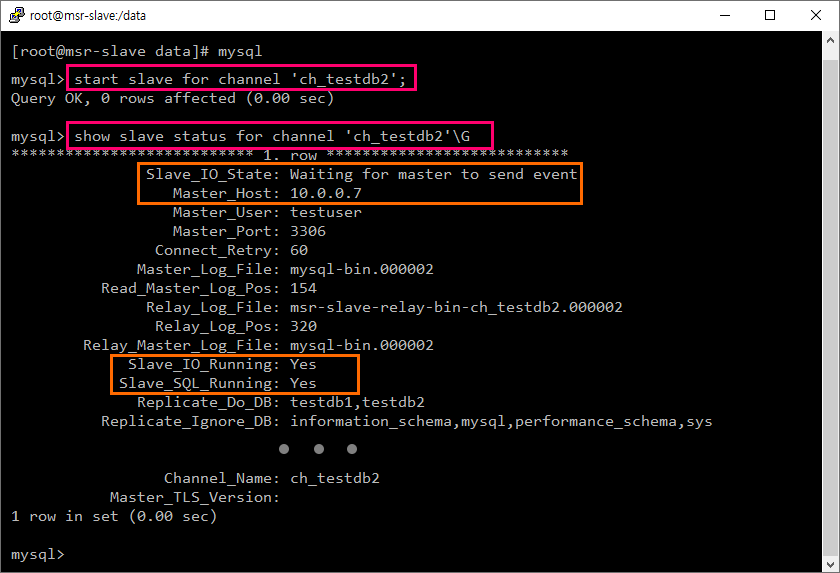 root@msr-slave:/data
[root@msr-slave data]# mysql
mysql> start slave for channel 'ch_testdb2';
Query OK, 0 rows affected (0.00 sec)
mysql> show slave status for channel 'ch_testdb2'\G
*************************** 1. row ***************************
Slave_IO_State: Waiting for master to send event
Master_Host: 10.0.0.7
Master_User: testuser
Master_Port: 3306
Connect_Retry: 60
Master_Log_File: mysql-bin.000002
Read_Master_Log_Pos: 154
Relay_Log_File: msr-slave-relay-bin-ch_testdb2.000002
Relay_Log_Pos: 320
Relay_Master_Log_File: mysql-bin.000002
Slave_IO_Running: Yes
Slave_SQL_Running: Yes
Replicate_Do_DB: testdb1,testdb2
Replicate_Ignore_DB: information_schema,mysql,performance_schema,sys
Channel_Name: ch_testdb2
Master_TLS_Version:
1 row in set (0.00 sec)
mysql>